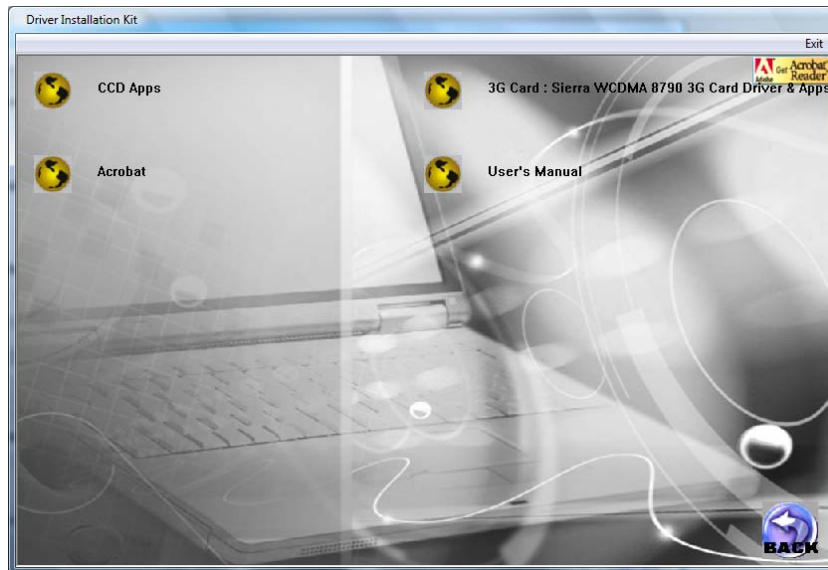 Driver Installation Kit
Exit
Adobe
Get Acrobat
Reader
CCD Apps
3G Card : Sierra WCDMA 8790 3G Card Driver & Apps
Acrobat
User's Manual
BACK